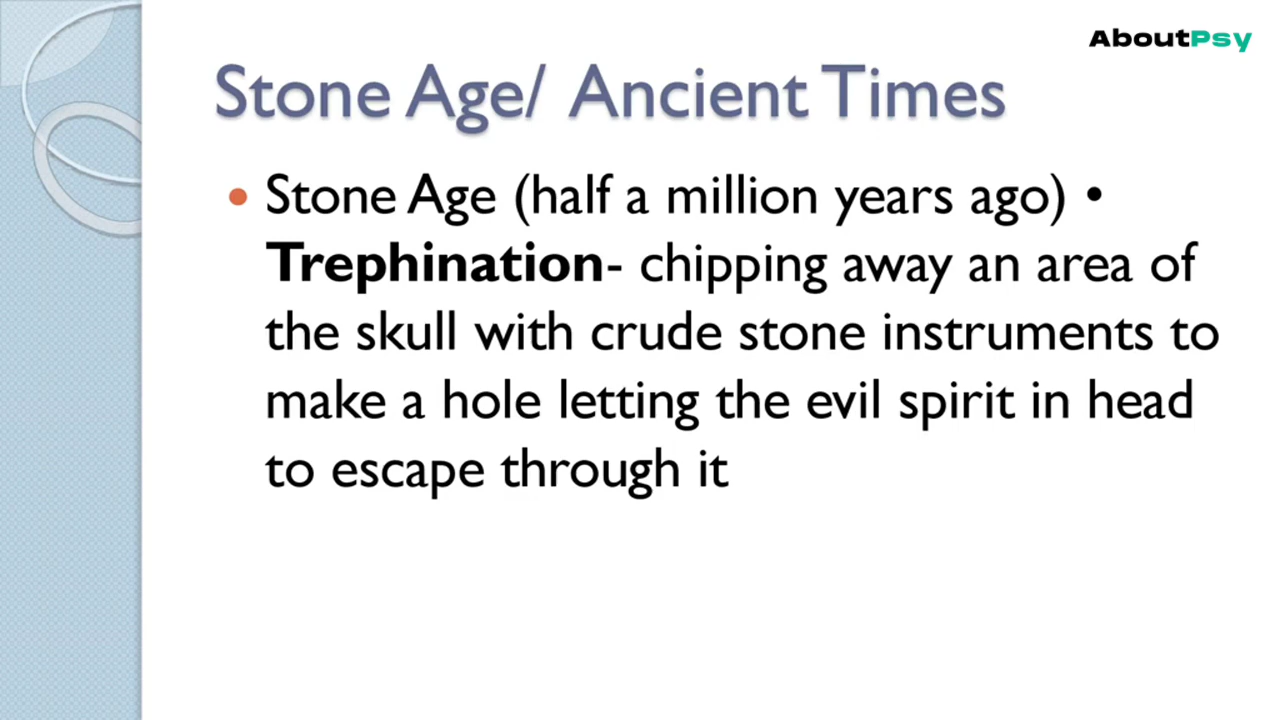 AboutPsy
Stone Age/ Ancient Times
• Stone Age (half a million years ago) •
Trephination- chipping away an area of
the skull with crude stone instruments to
make a hole letting the evil spirit in head
to escape through it